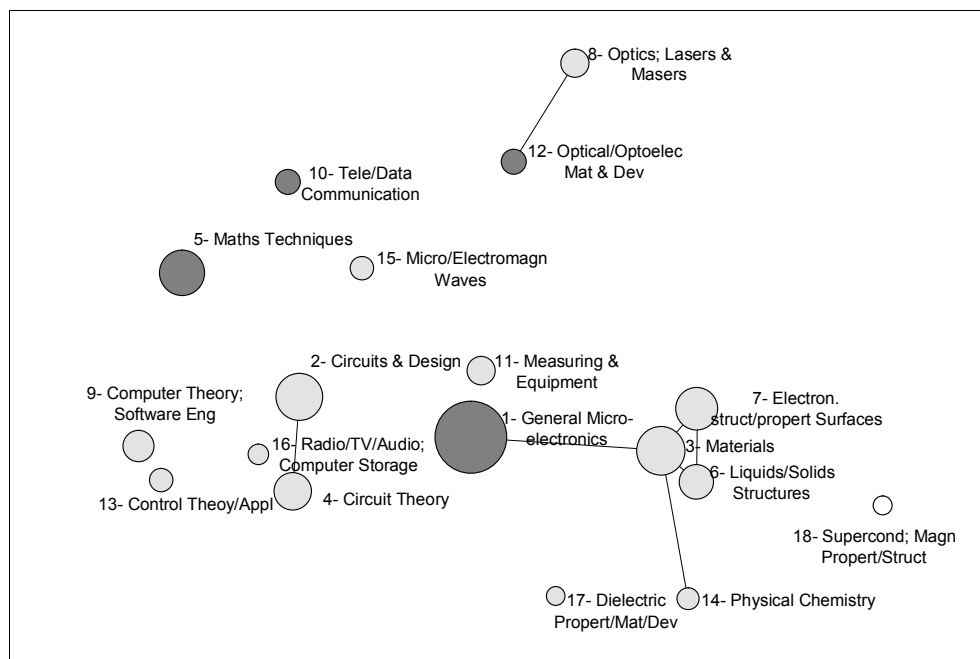 8- Optics; Lasers &
Masers
12- Optical/Optoelec
Mat & Dev
10- Tele/Data
Communication
5- Maths Techniques
15- Micro/Electromagn
Waves
2- Circuits & Design
11- Measuring &
Equipment
9- Computer Theory;
Software Eng
7- Electron.
struct/propert Surfaces
1- General Micro-
electronics
16- Radio/TV/Audio;
Computer Storage
3- Materials
6- Liquids/Solids
Structures
13- Control Theoy/Appl
4- Circuit Theory
18- Supercond; Magn
Propert/Struct
17- Dielectric
Propert/Mat/Dev
14- Physical Chemistry